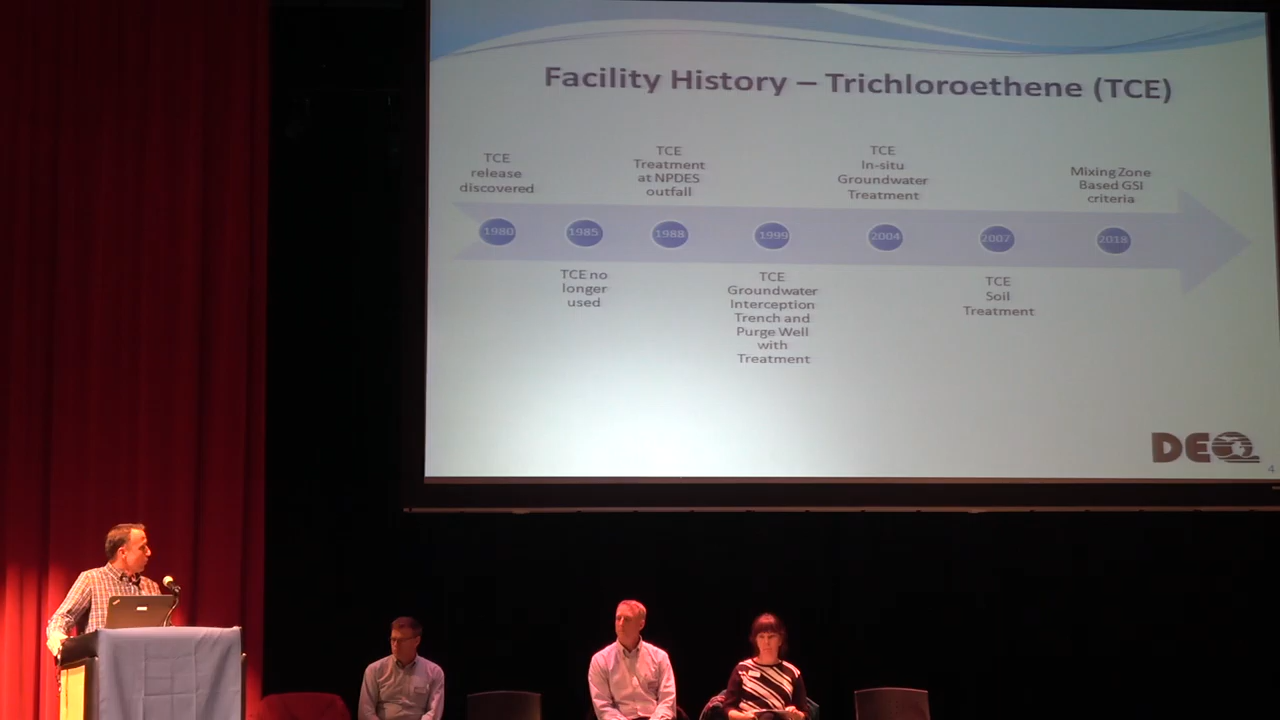 Facility History – Trichloroethene (TCE)
TCE
release
discovered
1980
1985
TCE no
longer
used
TCE
Treatment
at NPDES
outfall
1988
1999
TCE
Groundwater
Interception
Trench and
Purge Well
with
Treatment
TCE
In-situ
Groundwater
Treatment
2004
2007
TCE
Soil
Treatment
Mixing Zone
Based GSI
criteria
2018
DEQ
4